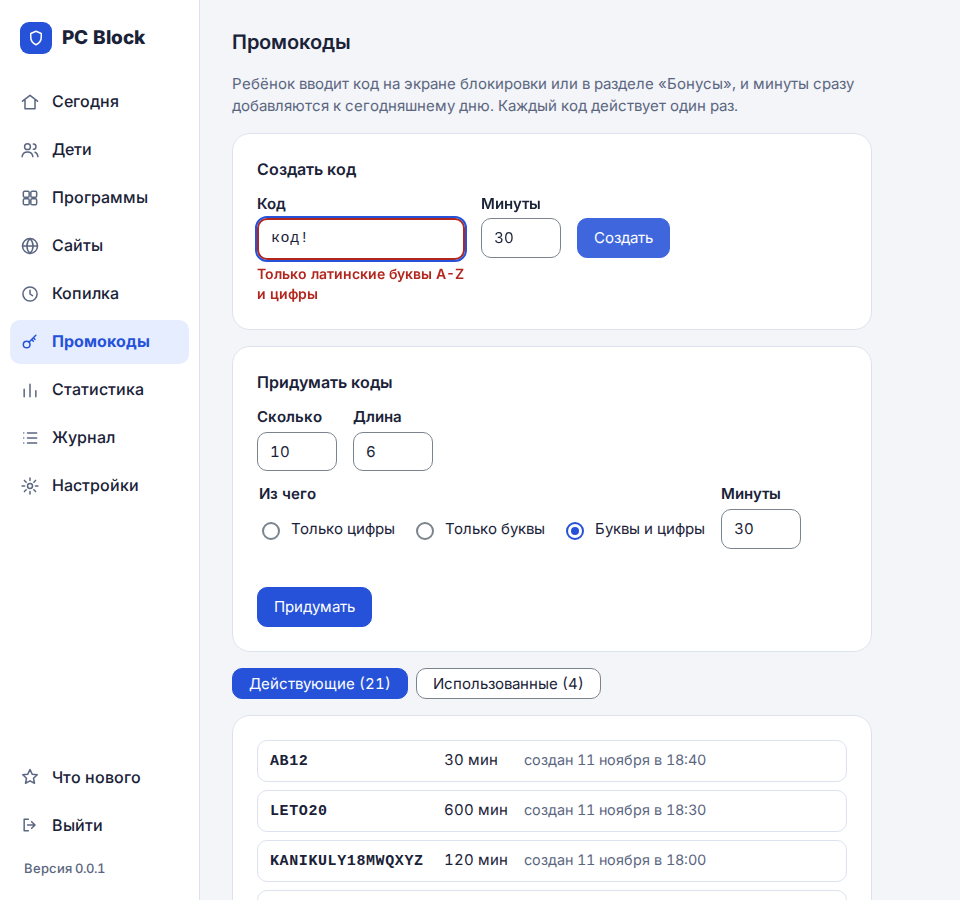 PC Block
Сегодня
Дети
Программы
Сайты
Копилка
Промокоды
Статистика
Журнал
Настройки
Что нового
Выйти
Версия 0.0.1
Промокоды
Ребёнок вводит код на экране блокировки или в разделе «Бонусы», и минуты сразу
добавляются к сегодняшнему дню. Каждый код действует один раз.
Создать код
Код Минуты
код! 30 Создать
Только латинские буквы A-Z
и цифры
Придумать коды
Сколько Длина
10 6
Из чего Минуты
Только цифры Только буквы Буквы и цифры 30
Придумать
Действующие (21) Использованные (4)
AB12 30 мин создан 11 ноября в 18:40
LETO20 600 мин создан 11 ноября в 18:30
KANIKULY18MWQXYZ 120 мин создан 11 ноября в 18:00